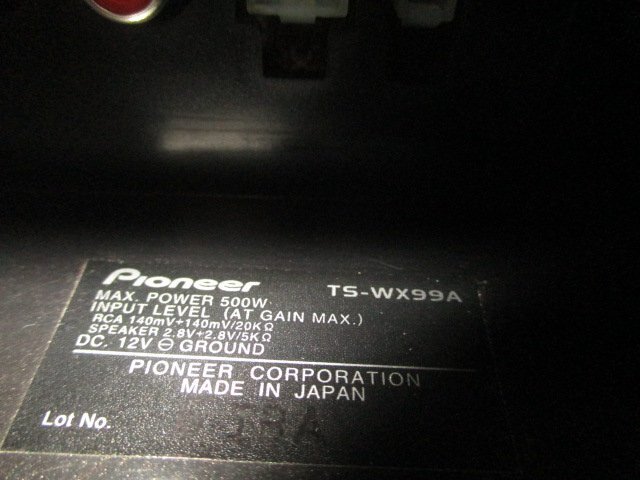 Pioneer TS-WX99A
MAX. POWER 500W
INPUT LEVEL (AT GAIN MAX.)
RCA 140mV+140mV/20KΩ
SPEAKER 2.8V+2.8V/5KΩ
DC. 12V ⊖ GROUND
PIONEER CORPORATION
MADE IN JAPAN
Lot No.